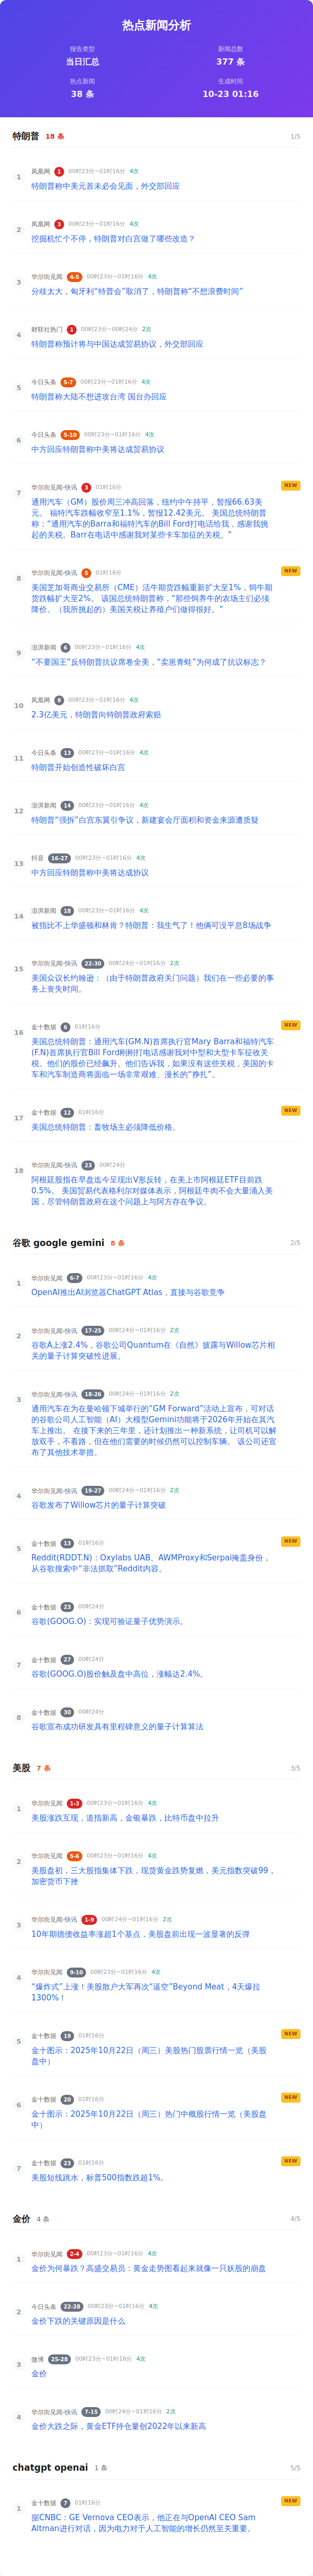 热点新闻分析
报告类型
当日汇总
新闻总数
377 条
热点新闻
38 条
生成时间
10-23 01:16
特朗普 18 条 1/5
1
凤凰网 1 00时23分~01时16分 4次
特朗普称中美元首未必会见面，外交部回应
2
凤凰网 3 00时23分~01时16分 4次
挖掘机忙个不停，特朗普对白宫做了哪些改造？
3
华尔街见闻 4-5 00时23分~01时16分 4次
分歧太大，匈牙利“特普会”取消了，特朗普称“不想浪费时间”
4
财联社热门 1 00时23分~00时24分 2次
特朗普称预计将与中国达成贸易协议，外交部回应
5
今日头条 5-7 00时23分~01时16分 4次
特朗普称大陆不想进攻台湾 国台办回应
6
今日头条 5-10 00时23分~01时16分 4次
中方回应特朗普称中美将达成贸易协议
7
华尔街见闻-快讯 3 01时16分 NEW
通用汽车（GM）股价周三冲高回落，纽约中午持平，暂报66.63美
元。 福特汽车跌幅收窄至1.1%，暂报12.42美元。 美国总统特朗普
称：“通用汽车的Barra和福特汽车的Bill Ford打电话给我，感谢我挑
起的关税。Barr在电话中感谢我对某些卡车加征的关税。”
8
华尔街见闻-快讯 5 01时16分 NEW
美国芝加哥商业交易所（CME）活牛期货跌幅重新扩大至1%，饲牛期
货跌幅扩大至2%。 该国总统特朗普称，“那些饲养牛的农场主们必须
降价。（我所挑起的）美国关税让养殖户们做得很好。”
9
澎湃新闻 6 00时23分~01时16分 4次
“不要国王”反特朗普抗议席卷全美，“卖崽青蛙”为何成了抗议标志？
10
凤凰网 8 00时23分~01时16分 4次
2.3亿美元，特朗普向特朗普政府索赔
11
今日头条 13 00时23分~01时16分 4次
特朗普开始创造性破坏白宫
12
澎湃新闻 14 00时23分~01时16分 4次
特朗普“强拆”白宫东翼引争议，新建宴会厅面积和资金来源遭质疑
13
抖音 16-27 00时23分~01时16分 4次
中方回应特朗普称中美将达成协议
14
澎湃新闻 18 00时23分~01时16分 4次
被指比不上华盛顿和林肯？特朗普：我生气了！他俩可没平息8场战争
15
华尔街见闻-快讯 22-30 00时24分~01时16分 2次
美国众议长约翰逊：（由于特朗普政府关门问题）我们在一些必要的事
务上丧失时间。
16
金十数据 6 01时16分 NEW
美国总统特朗普：通用汽车(GM.N)首席执行官Mary Barra和福特汽车
(F.N)首席执行官Bill Ford刚刚打电话感谢我对中型和大型卡车征收关
税。他们的股价已经飙升。他们告诉我，如果没有这些关税，美国的卡
车和汽车制造商将面临一场非常艰难、漫长的“挣扎”。
17
金十数据 12 01时16分 NEW
美国总统特朗普：畜牧场主必须降低价格。
18
华尔街见闻-快讯 23 00时24分
阿根廷股指在早盘迄今呈现出V形反转，在美上市阿根廷ETF目前跌
0.5%。 美国贸易代表格利尔对媒体表示，阿根廷牛肉不会大量涌入美
国，尽管特朗普政府在这个问题上与阿方存在争议。
谷歌 google gemini 8 条 2/5
1
华尔街见闻 6-7 00时23分~01时16分 4次
OpenAI推出AI浏览器ChatGPT Atlas，直接与谷歌竞争
2
华尔街见闻-快讯 17-25 00时24分~01时16分 2次
谷歌A上涨2.4%，谷歌公司Quantum在《自然》披露与Willow芯片相
关的量子计算突破性进展。
3
华尔街见闻-快讯 18-26 00时24分~01时16分 2次
通用汽车在为在曼哈顿下城举行的“GM Forward”活动上宣布，可对话
的谷歌公司人工智能（AI）大模型Gemini功能将于2026年开始在其汽
车上推出。 在接下来的三年里，还计划推出一种新系统，让司机可以解
放双手，不看路，但在他们需要的时候仍然可以控制车辆。 该公司还宣
布了其他技术举措。
4
华尔街见闻-快讯 19-27 00时24分~01时16分 2次
谷歌发布了Willow芯片的量子计算突破
5
金十数据 13 01时16分 NEW
Reddit(RDDT.N)：Oxylabs UAB、AWMProxy和Serpai掩盖身份，
从谷歌搜索中“非法抓取”Reddit内容。
6
金十数据 23 00时24分
谷歌(GOOG.O)：实现可验证量子优势演示。
7
金十数据 27 00时24分
谷歌(GOOG.O)股价触及盘中高位，涨幅达2.4%。
8
金十数据 30 00时24分
谷歌宣布成功研发具有里程碑意义的量子计算算法
美股 7 条 3/5
1
华尔街见闻 1-3 00时23分~01时16分 4次
美股涨跌互现，道指新高，金银暴跌，比特币盘中拉升
2
华尔街见闻 5-6 00时23分~01时16分 4次
美股盘初，三大股指集体下跌，现货黄金跌势复燃，美元指数突破99，
加密货币下挫
3
华尔街见闻-快讯 1-9 00时24分~01时16分 2次
10年期德债收益率涨超1个基点，美股盘前出现一波显著的反弹
4
华尔街见闻 9-10 00时23分~01时16分 4次
“爆炸式”上涨！美股散户大军再次“逼空”Beyond Meat，4天爆拉
1300%！
5
金十数据 19 01时16分 NEW
金十图示：2025年10月22日（周三）美股热门股票行情一览（美股
盘中）
6
金十数据 20 01时16分 NEW
金十图示：2025年10月22日（周三）热门中概股行情一览（美股盘
中）
7
金十数据 23 01时16分 NEW
美股短线跳水，标普500指数跌超1%。
金价 4 条 4/5
1
华尔街见闻 2-4 00时23分~01时16分 4次
金价为何暴跌？高盛交易员：黄金走势图看起来就像一只妖股的崩盘
2
今日头条 22-28 00时23分~01时16分 4次
金价下跌的关键原因是什么
3
微博 25-28 00时23分~01时16分 4次
金价
4
华尔街见闻-快讯 7-15 00时24分~01时16分 2次
金价大跌之际，黄金ETF持仓量创2022年以来新高
chatgpt openai 1 条 5/5
1
金十数据 7 01时16分 NEW
据CNBC：GE Vernova CEO表示，他正在与OpenAI CEO Sam
Altman进行对话，因为电力对于人工智能的增长仍然至关重要。